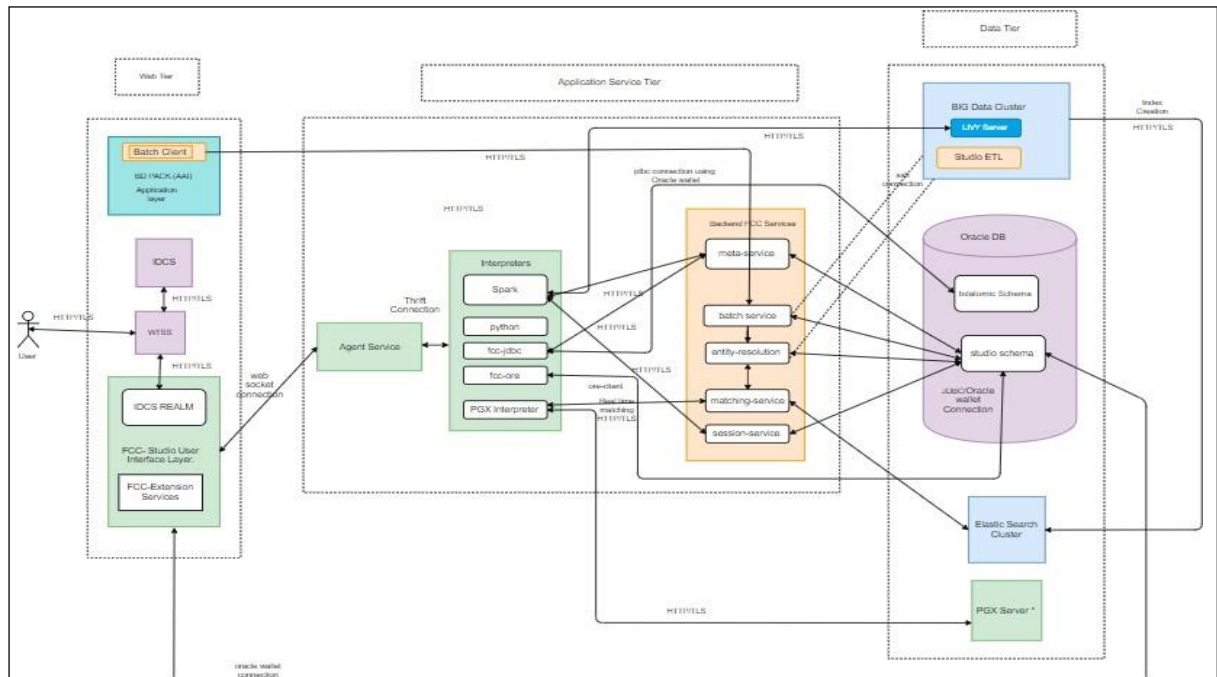 Data Tier
Web Tier
Application Service Tier
BIG Data Cluster
LIVY Server
Studio ETL
Index
Creation
HTTP/TLS
HTTP/TLS
Batch Client
BD PACK (AAI)
Application
layer
HTTP/TLS
jdbc connection using
Oracle wallet
ssh
connection
HTTP/TLS
Backend FCC Services
Oracle DB
IDCS
Interpreters
meta-service
HTTP/TLS
Spark
HTTP/TLS
Thrift
Connection
bdaiomic Schema
HTTP/TLS
User
WTSS
python
HTTP/TLS
batch service
Agent Service
fcc-jdbc
entity-resolution
studio schema
HTTP/TLS
web
socket
connection
fcc-ore
ore-client
Real time
matching
HTTP/TLS
JDBC/Oracle
wallet
Connection
IDCS REALM
PGX Interpreter
matching-service
session-service
FCC- Studio User
Interface Layer.
FCC-Extension
Services
Elastic Search
Cluster
HTTP/TLS
PGX Server *
oracle wallet
connection